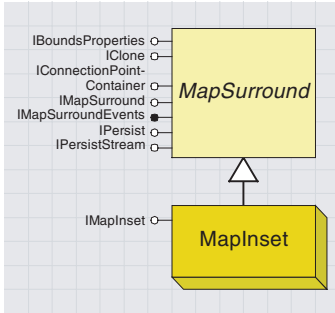 IBoundsProperties
IClone
IConnectionPoint-
Container
IMapSurround
IMapSurroundEvents
IPersist
IPersistStream
MapSurround
IMapInset
MapInset